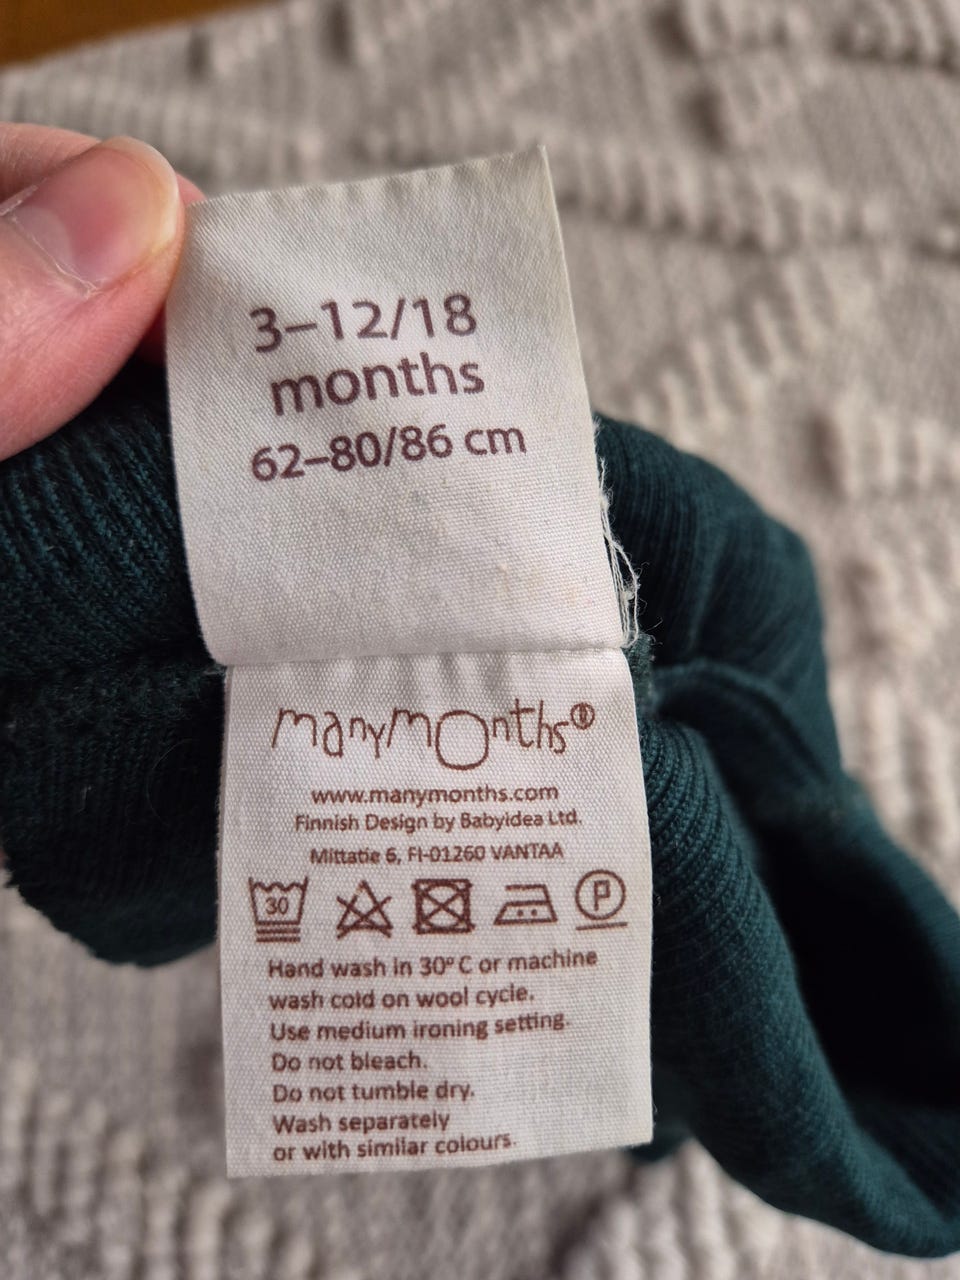 3–12/18
months
62–80/86 cm
manymonths®
www.manymonths.com
Finnish Design by Babyidea Ltd.
Mittatie 6, FI-01260 VANTAA
30 P
Hand wash in 30° C or machine
wash cold on wool cycle.
Use medium ironing setting.
Do not bleach.
Do not tumble dry.
Wash separately
or with similar colours.